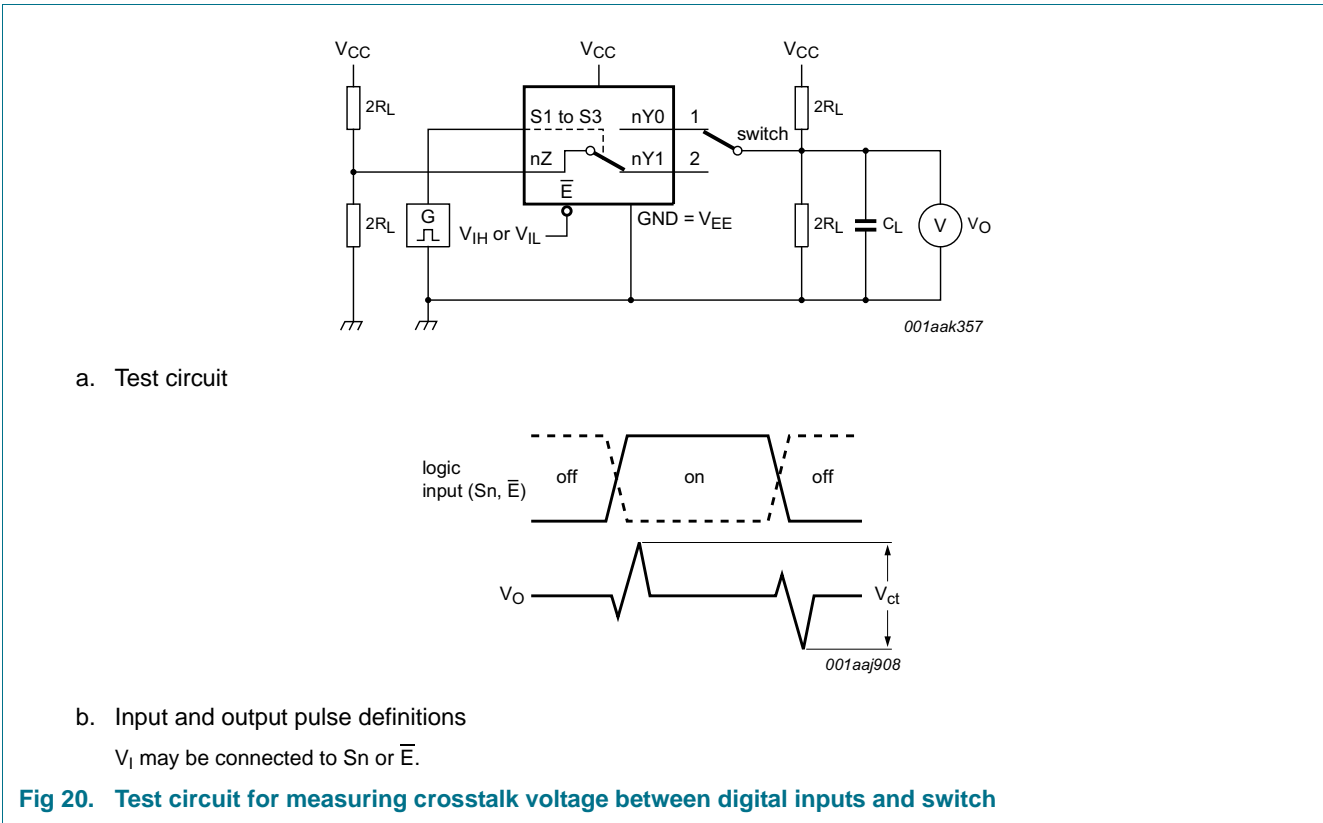 VCC VCC VCC
2RL 2RL
S1 to S3 nY0 1
switch
nZ nY1 2
E̅
2RL G VIH or VIL GND = VEE 2RL CL V VO
001aak357
a. Test circuit
logic
input (Sn, E̅)
off on off
VO Vct
001aaj908
b. Input and output pulse definitions
VI may be connected to Sn or E̅.
Fig 20. Test circuit for measuring crosstalk voltage between digital inputs and switch